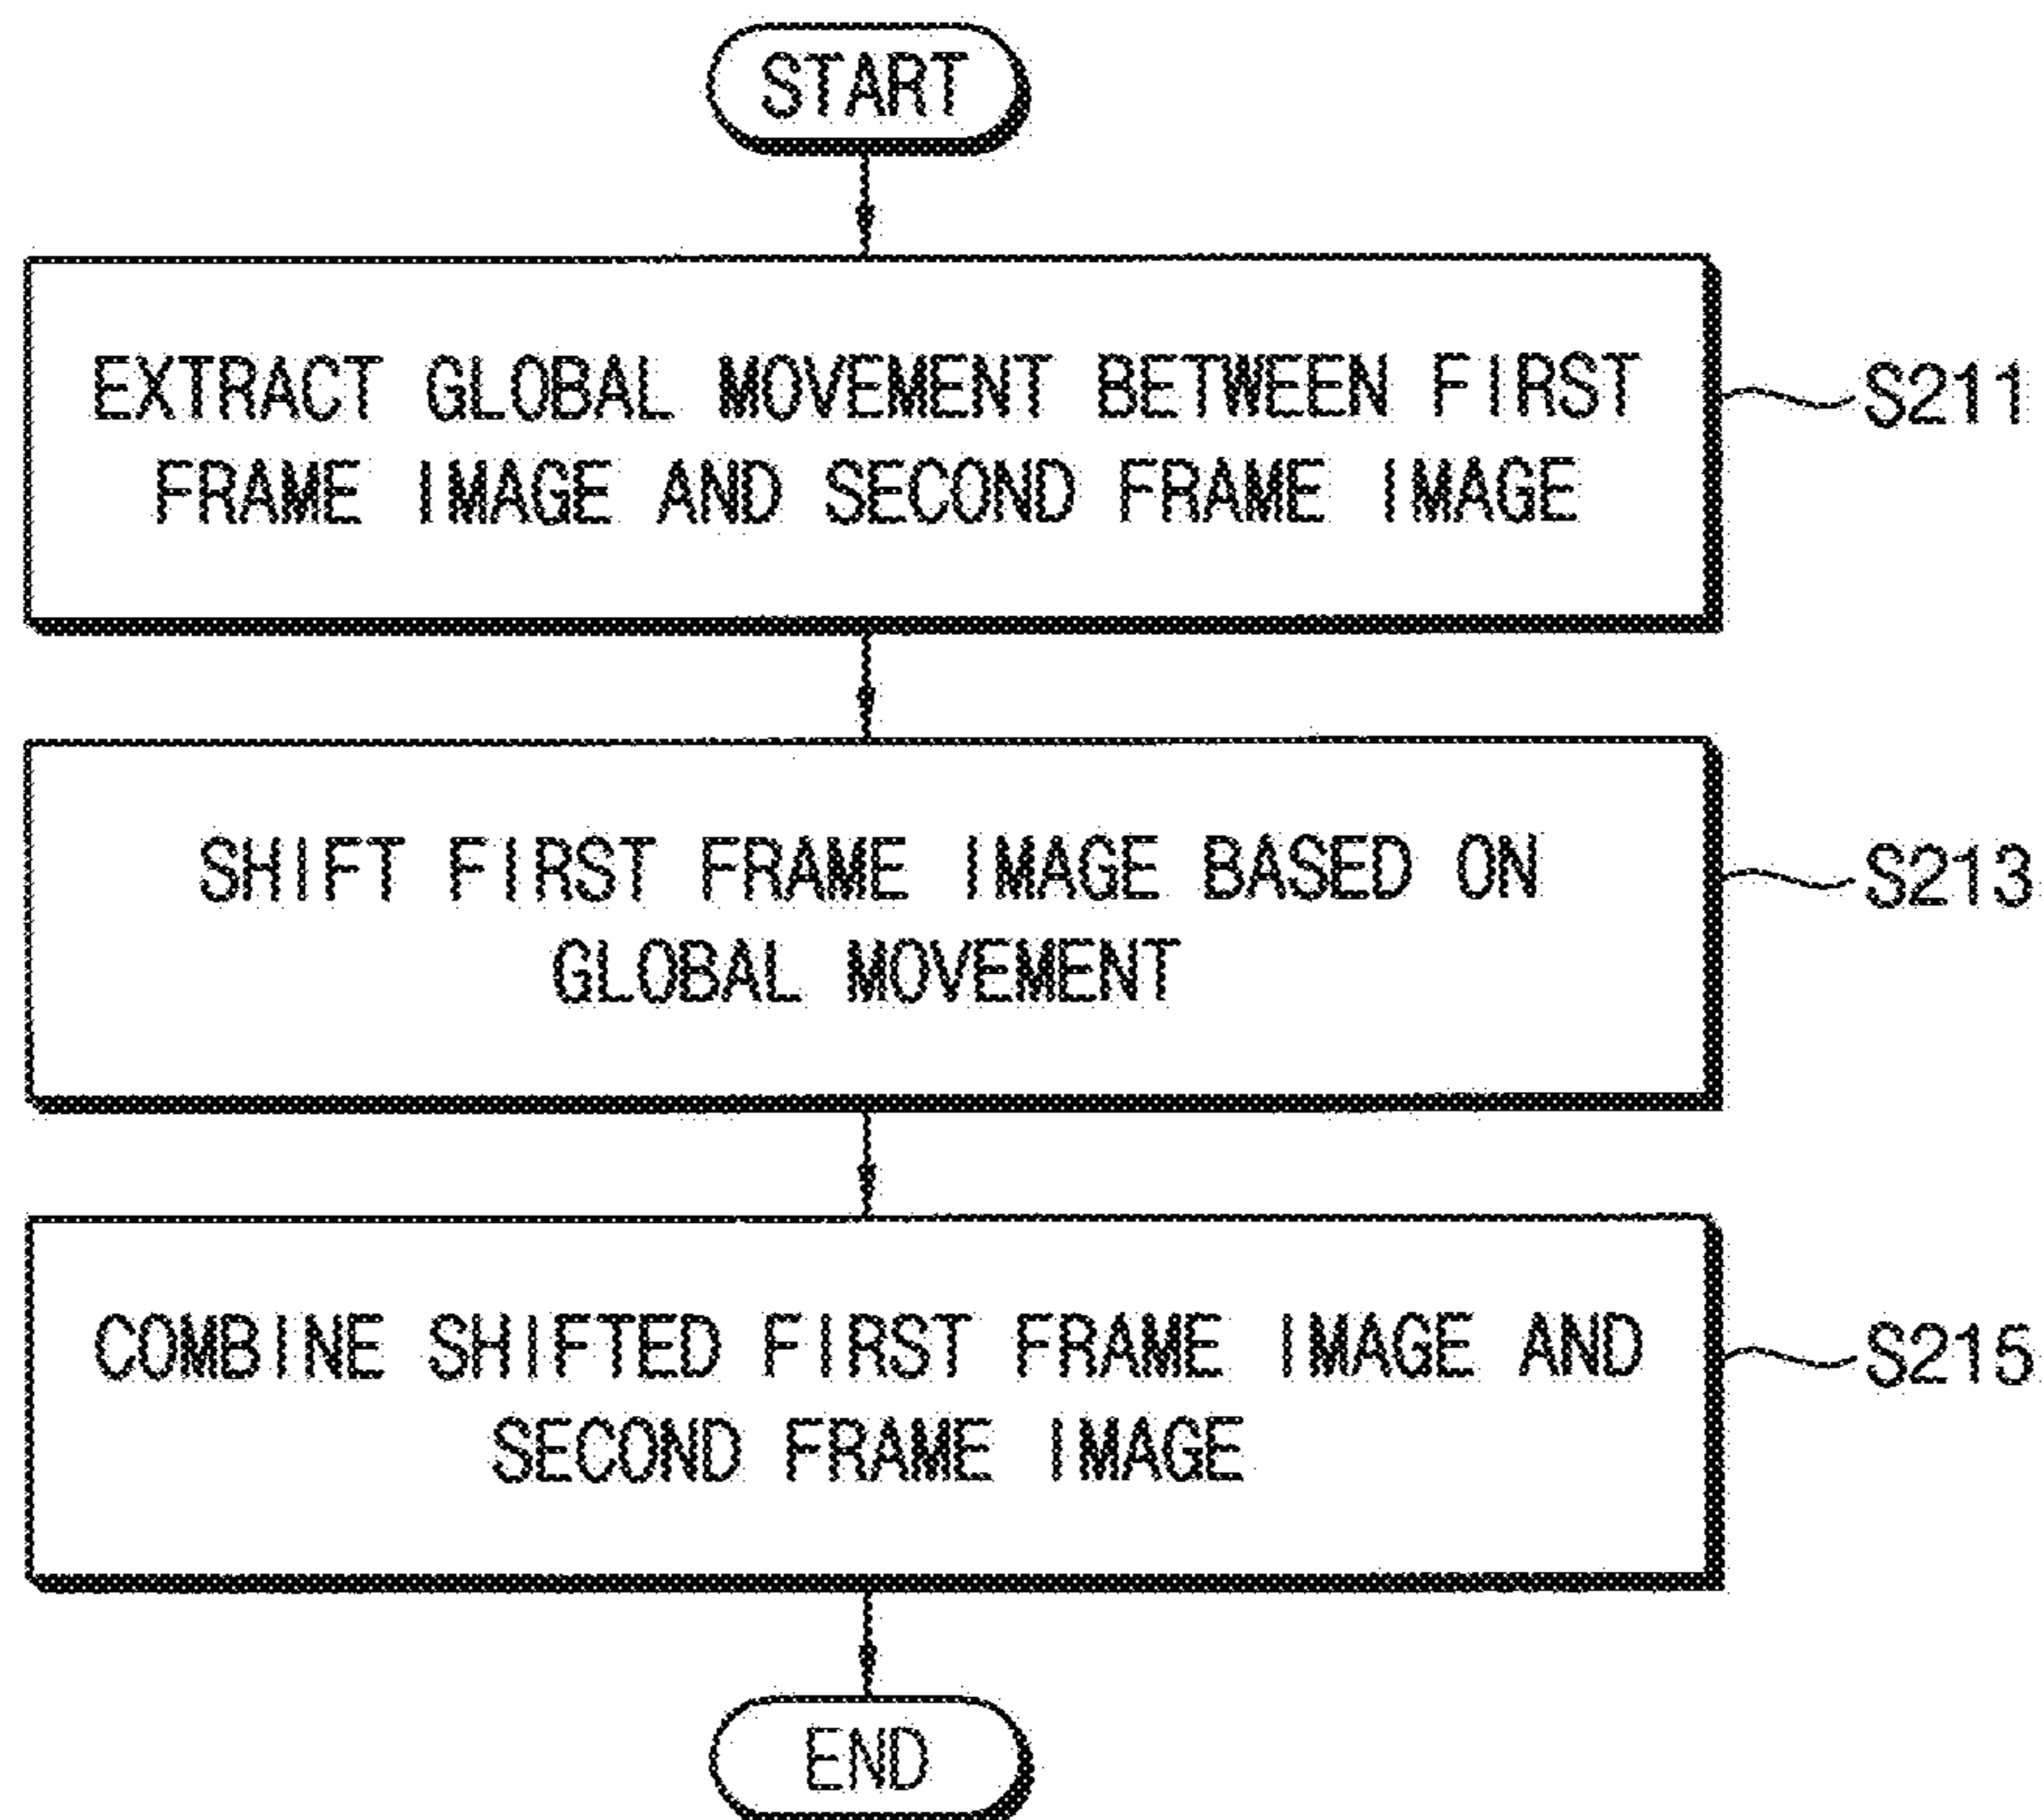 START
EXTRACT GLOBAL MOVEMENT BETWEEN FIRST
FRAME IMAGE AND SECOND FRAME IMAGE
S211
SHIFT FIRST FRAME IMAGE BASED ON
GLOBAL MOVEMENT
S213
COMBINE SHIFTED FIRST FRAME IMAGE AND
SECOND FRAME IMAGE
S215
END